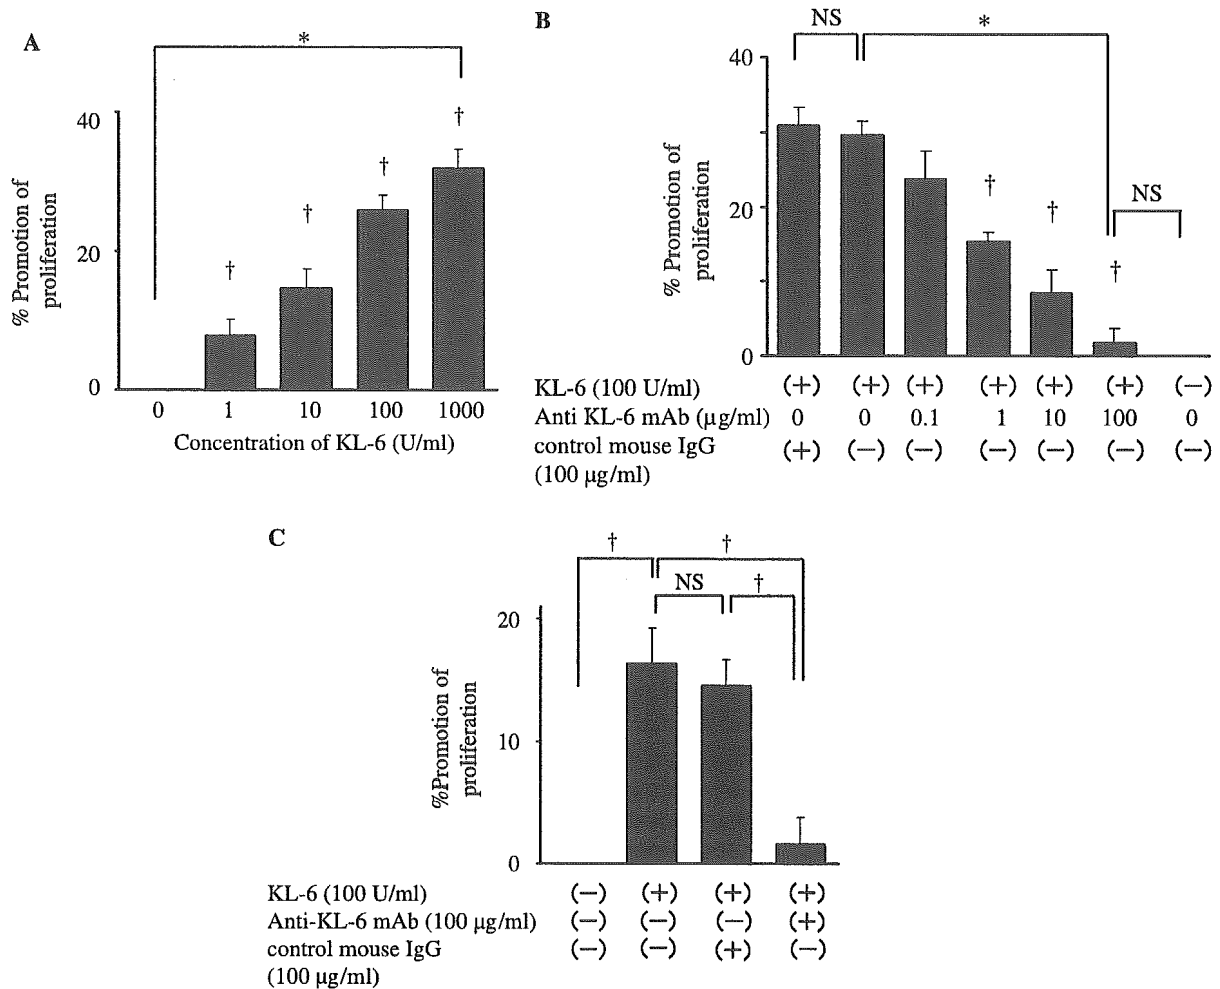 A
*
†
†
†
†
40
20
0
% Promotion of
proliferation
0 1 10 100 1000
Concentration of KL-6 (U/ml)
B
NS
*
NS
†
†
†
40
20
0
% Promotion of
proliferation
KL-6 (100 U/ml) (+) (+) (+) (+) (+) (+) (−)
Anti KL-6 mAb (μg/ml) 0 0 0.1 1 10 100 0
control mouse IgG (+) (−) (−) (−) (−) (−) (−)
(100 μg/ml)
C
†
†
NS
†
20
10
0
%Promotion of
proliferation
KL-6 (100 U/ml) (−) (+) (+) (+)
Anti-KL-6 mAb (100 μg/ml) (−) (−) (−) (+)
control mouse IgG (−) (−) (+) (−)
(100 μg/ml)